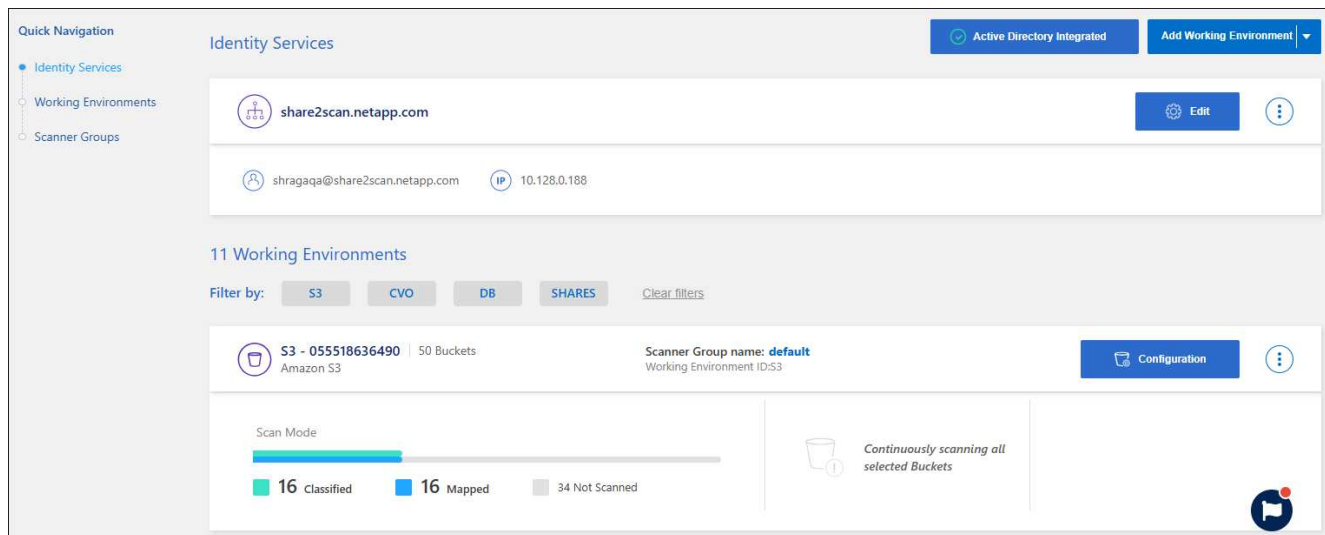 Quick Navigation
Identity Services
Working Environments
Scanner Groups
Identity Services
Active Directory Integrated
Add Working Environment
share2scan.netapp.com
Edit
shragaqa@share2scan.netapp.com IP 10.128.0.188
11 Working Environments
Filter by: S3 CVO DB SHARES Clear filters
S3 - 055518636490 50 Buckets
Amazon S3
Scanner Group name: default
Working Environment ID:S3
Configuration
Scan Mode
16 Classified 16 Mapped 34 Not Scanned
Continuously scanning all
selected Buckets